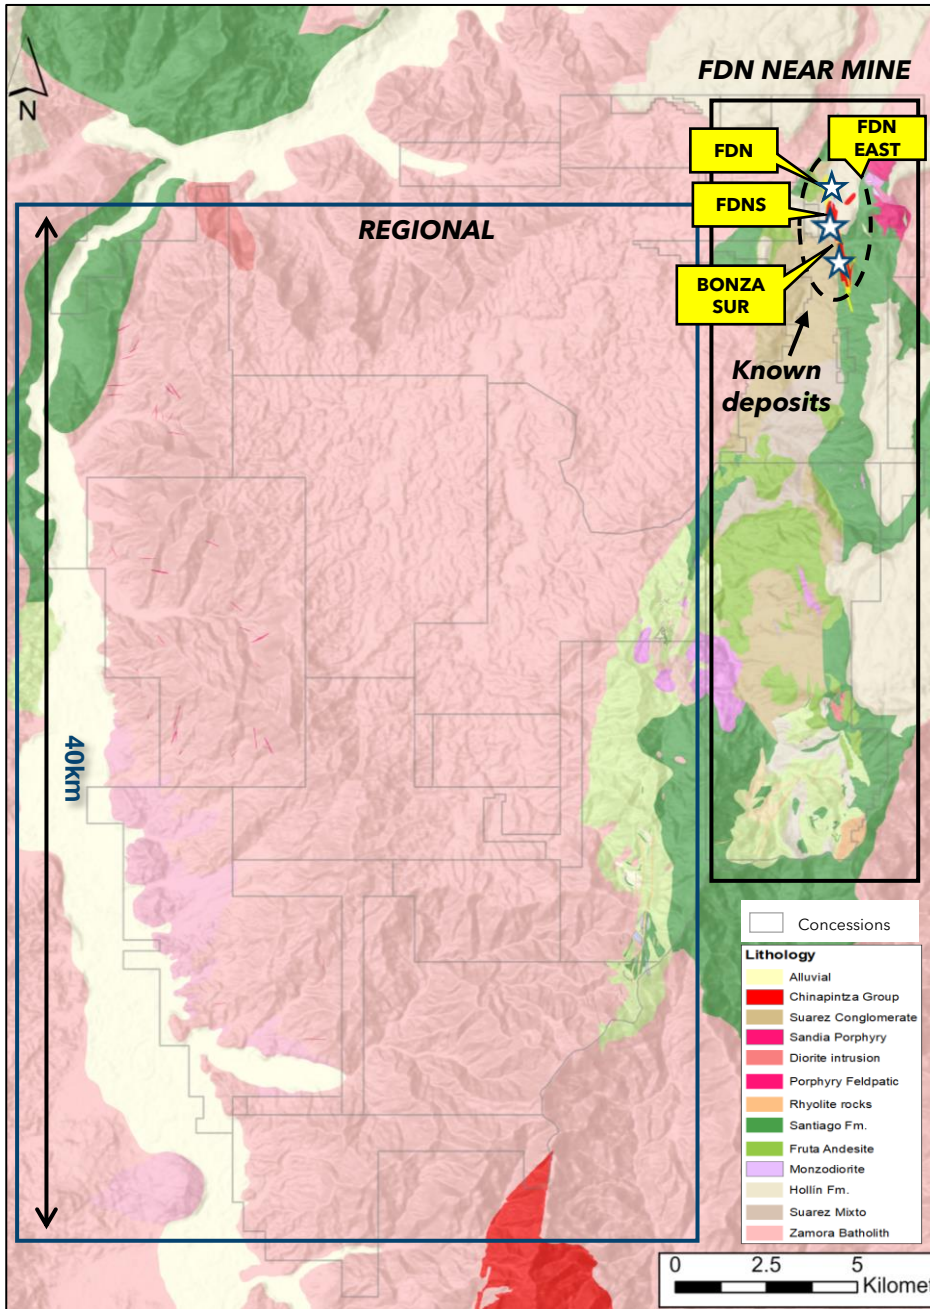 N
FDN NEAR MINE
FDN
FDN
EAST
FDNS
REGIONAL
BONZA
SUR
Known
deposits
40km
Concessions
Lithology
Alluvial
Chinapintza Group
Suarez Conglomerate
Sandia Porphyry
Diorite intrusion
Porphyry Feldpatic
Rhyolite rocks
Santiago Fm.
Fruta Andesite
Monzodiorite
Hollín Fm.
Suarez Mixto
Zamora Batholith
0 2.5 5
Kilomet